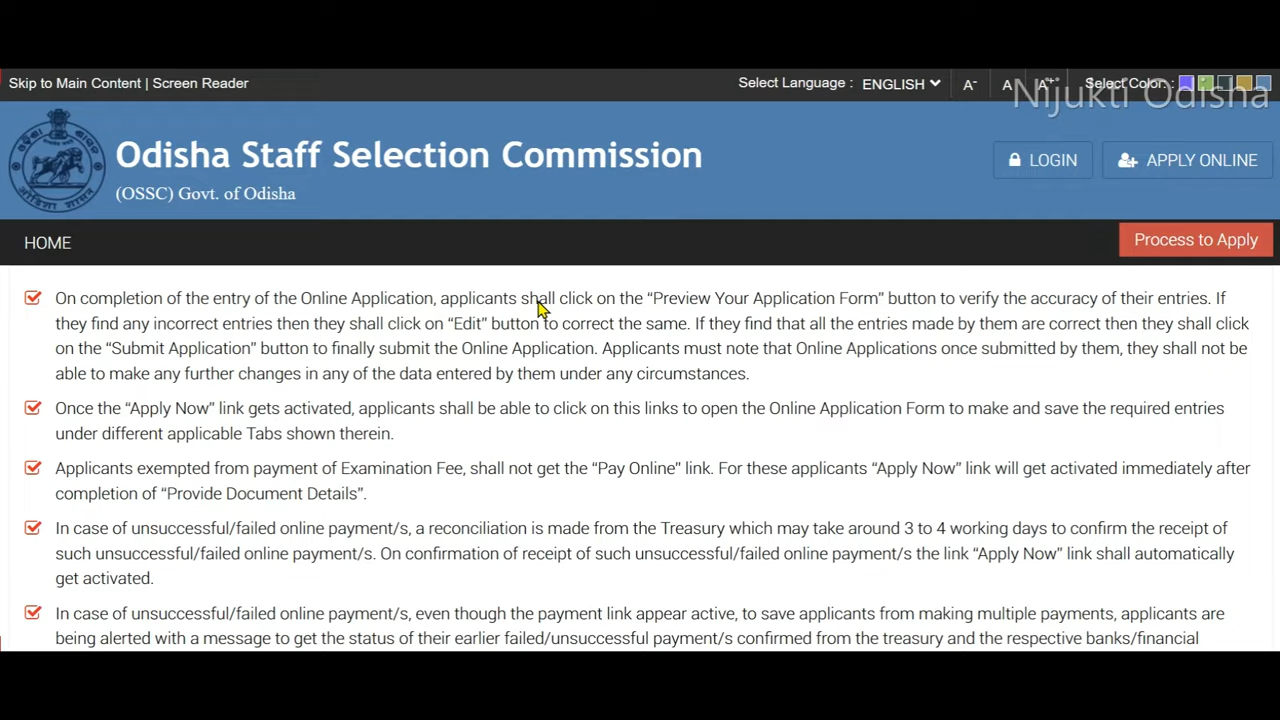 Skip to Main Content | Screen Reader
Select Language : ENGLISH A- A A+ Select Color :
Nijukti Odisha
Odisha Staff Selection Commission
(OSSC) Govt. of Odisha
LOGIN
APPLY ONLINE
HOME
Process to Apply
On completion of the entry of the Online Application, applicants shall click on the “Preview Your Application Form” button to verify the accuracy of their entries. If
they find any incorrect entries then they shall click on “Edit” button to correct the same. If they find that all the entries made by them are correct then they shall click
on the “Submit Application” button to finally submit the Online Application. Applicants must note that Online Applications once submitted by them, they shall not be
able to make any further changes in any of the data entered by them under any circumstances.
Once the “Apply Now” link gets activated, applicants shall be able to click on this links to open the Online Application Form to make and save the required entries
under different applicable Tabs shown therein.
Applicants exempted from payment of Examination Fee, shall not get the “Pay Online” link. For these applicants “Apply Now” link will get activated immediately after
completion of “Provide Document Details”.
In case of unsuccessful/failed online payment/s, a reconciliation is made from the Treasury which may take around 3 to 4 working days to confirm the receipt of
such unsuccessful/failed online payment/s. On confirmation of receipt of such unsuccessful/failed online payment/s the link “Apply Now” link shall automatically
get activated.
In case of unsuccessful/failed online payment/s, even though the payment link appear active, to save applicants from making multiple payments, applicants are
being alerted with a message to get the status of their earlier failed/unsuccessful payment/s confirmed from the treasury and the respective banks/financial